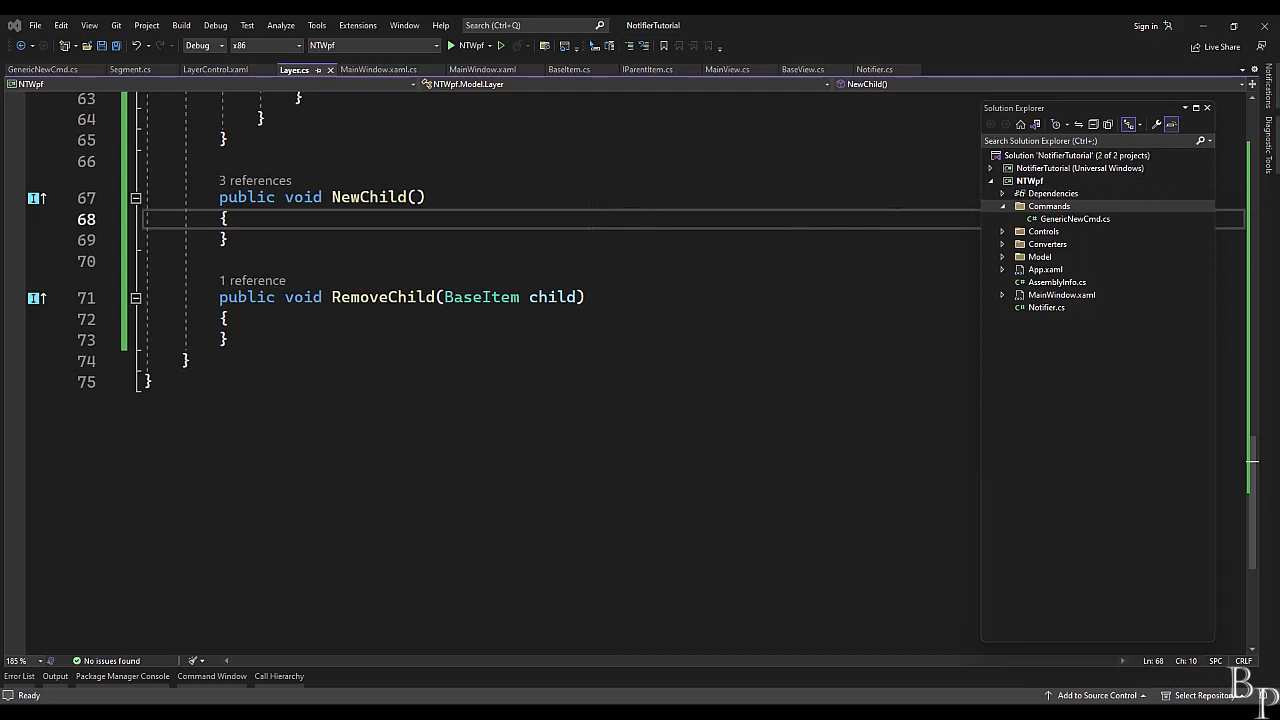 File Edit View Git Project Build Debug Test Analyze Tools Extensions Window Help Search (Ctrl+Q) NotifierTutorial Sign in
Debug x86 NTWpf NTWpf Live Share
GenericNewCmd.cs Segment.cs LayerControl.xaml Layer.cs MainWindow.xaml.cs MainWindow.xaml BaseItem.cs IParentItem.cs MainView.cs BaseView.cs Notifier.cs
NTWpf NTWpf.Model.Layer NewChild()
63 }
64 }
65 }
66
3 references
67 public void NewChild()
68 {
69 }
70
1 reference
71 public void RemoveChild(BaseItem child)
72 {
73 }
74 }
75 }
Solution Explorer
Search Solution Explorer (Ctrl+;)
Solution 'NotifierTutorial' (2 of 2 projects)
NotifierTutorial (Universal Windows)
NTWpf
Dependencies
Commands
C# GenericNewCmd.cs
Controls
Converters
Model
App.xaml
C# AssemblyInfo.cs
MainWindow.xaml
C# Notifier.cs
Notifications
Diagnostic Tools
185 % No issues found Ln: 68 Ch: 10 SPC CRLF
Error List Output Package Manager Console Command Window Call Hierarchy
Ready Add to Source Control Select Repository
BP